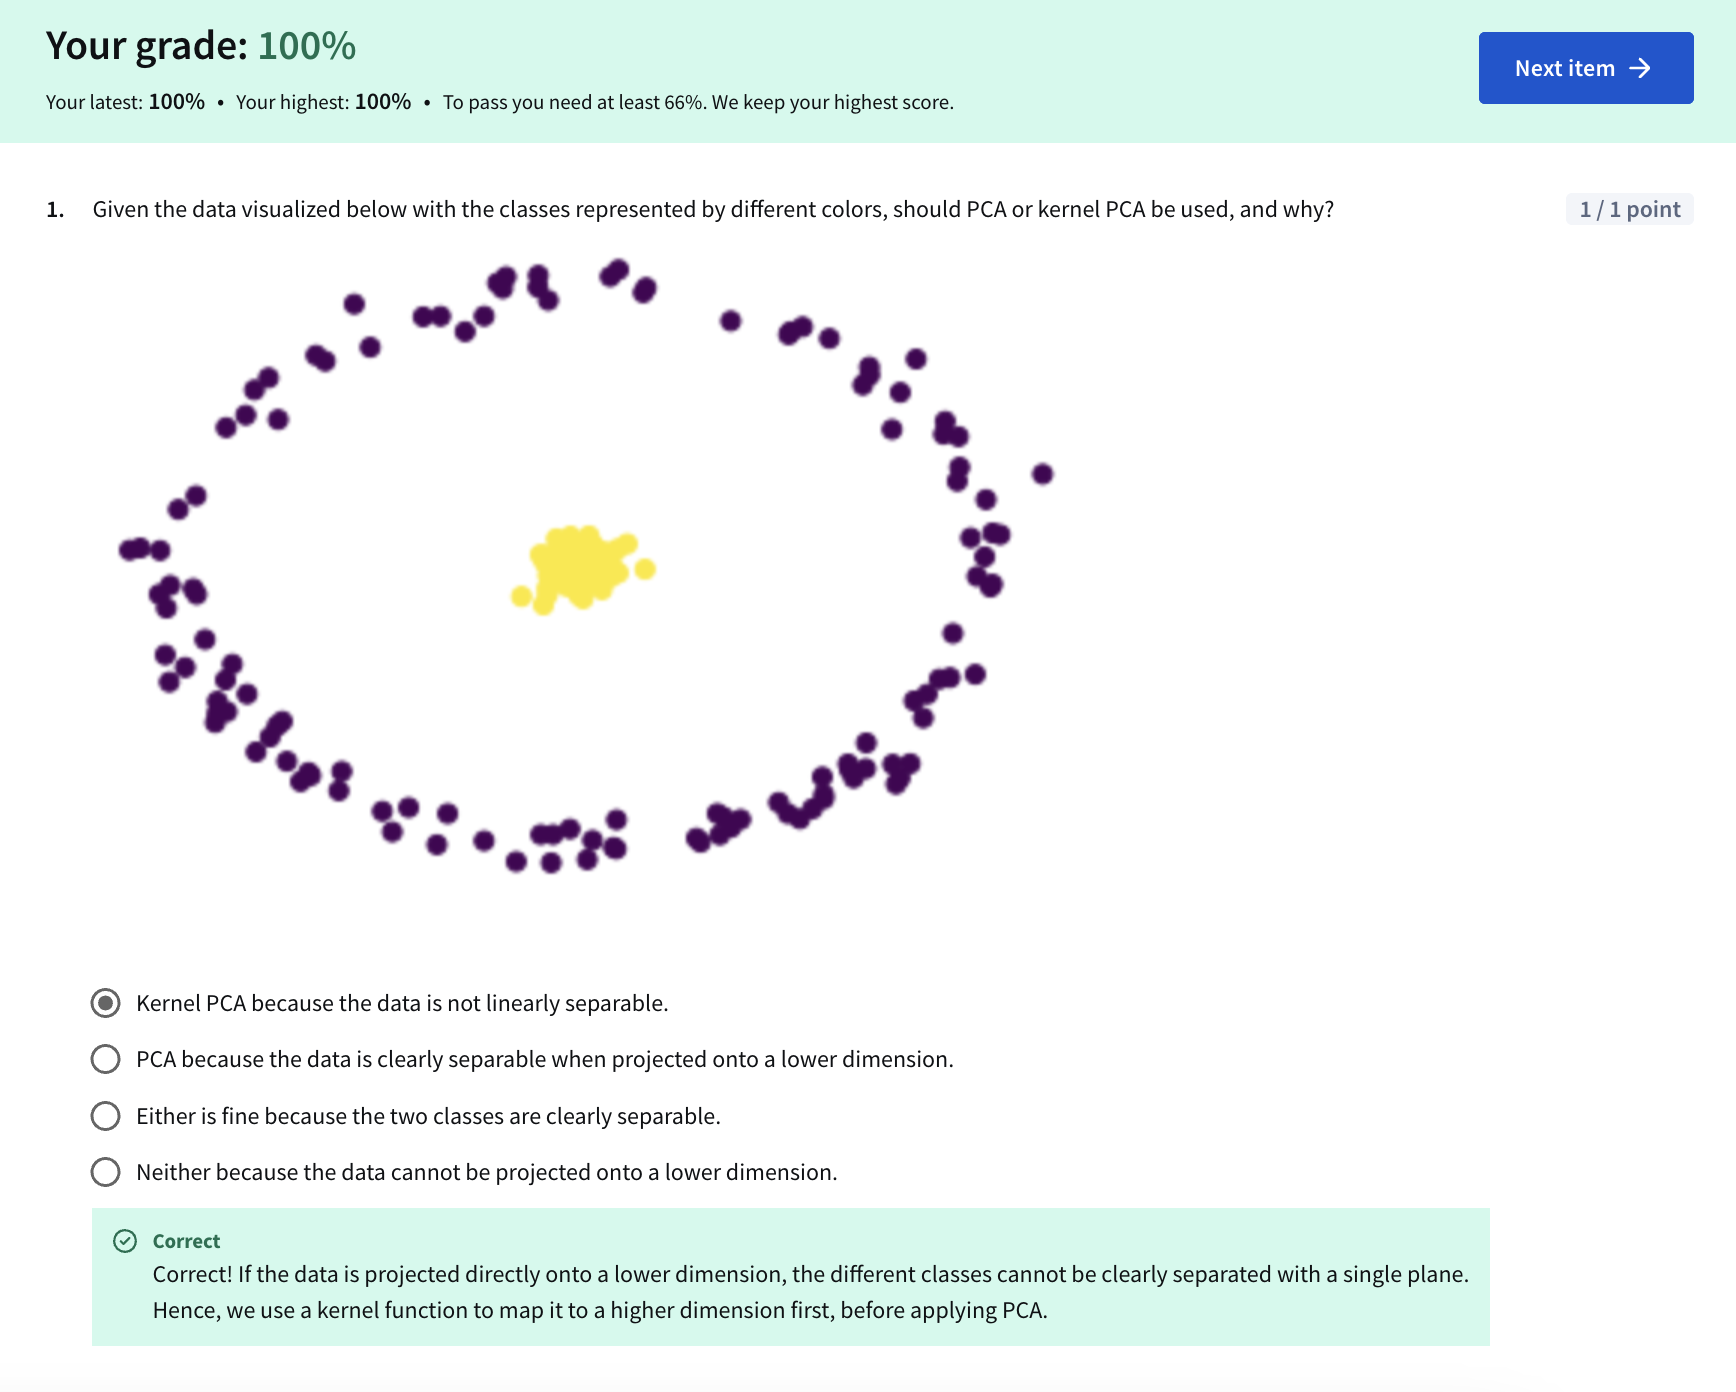 Your grade: 100%
Your latest: 100% • Your highest: 100% • To pass you need at least 66%. We keep your highest score.
Next item →
1. Given the data visualized below with the classes represented by different colors, should PCA or kernel PCA be used, and why?
1 / 1 point
Kernel PCA because the data is not linearly separable.
PCA because the data is clearly separable when projected onto a lower dimension.
Either is fine because the two classes are clearly separable.
Neither because the data cannot be projected onto a lower dimension.
Correct
Correct! If the data is projected directly onto a lower dimension, the different classes cannot be clearly separated with a single plane.
Hence, we use a kernel function to map it to a higher dimension first, before applying PCA.